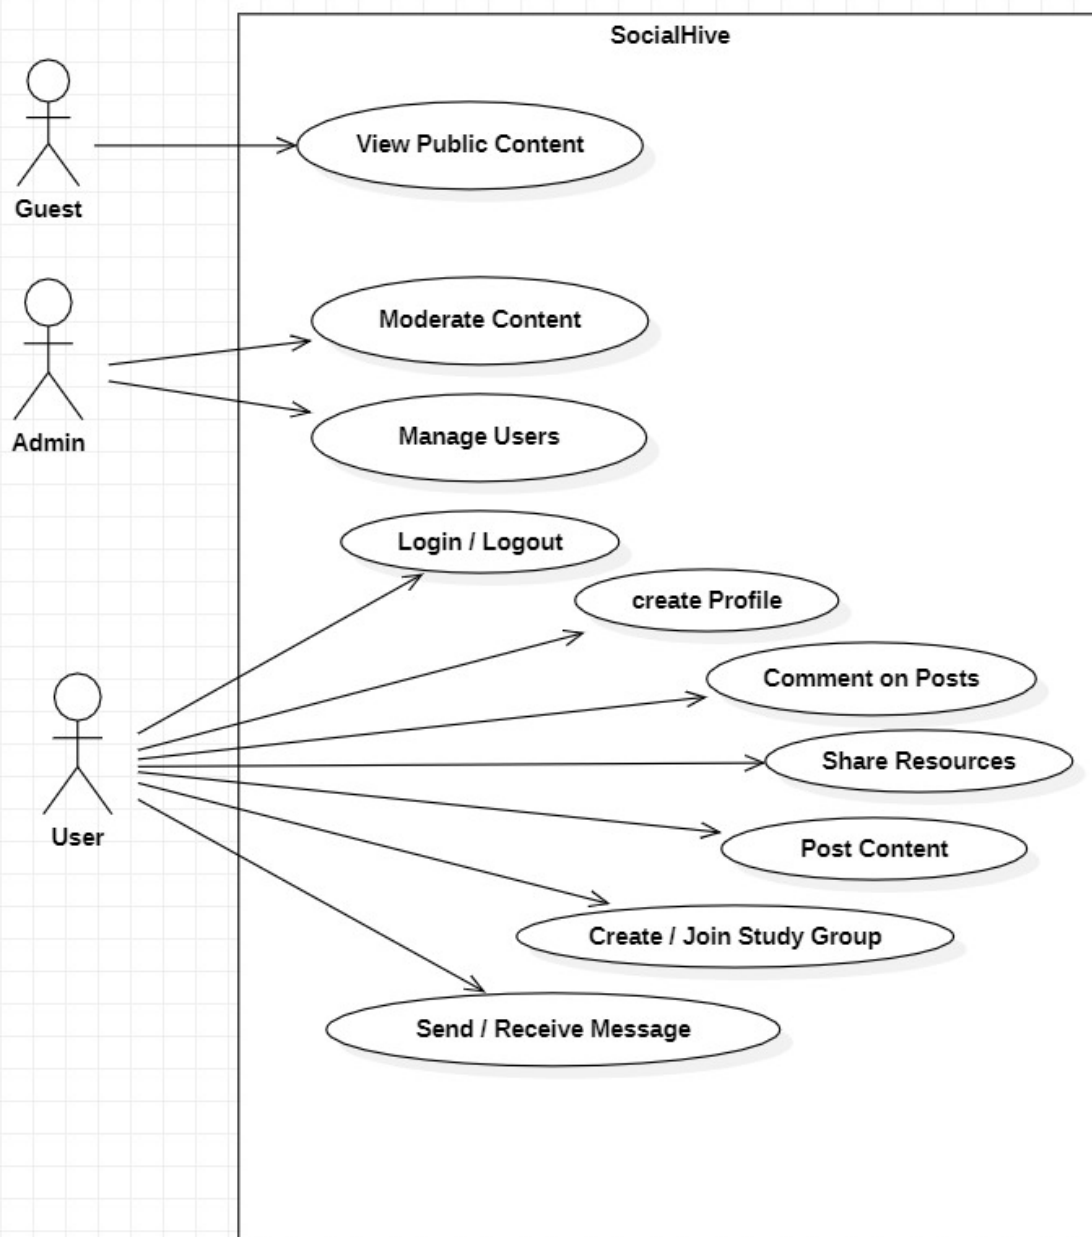 SocialHive
View Public Content
Guest
Moderate Content
Manage Users
Admin
Login / Logout
create Profile
Comment on Posts
Share Resources
User
Post Content
Create / Join Study Group
Send / Receive Message